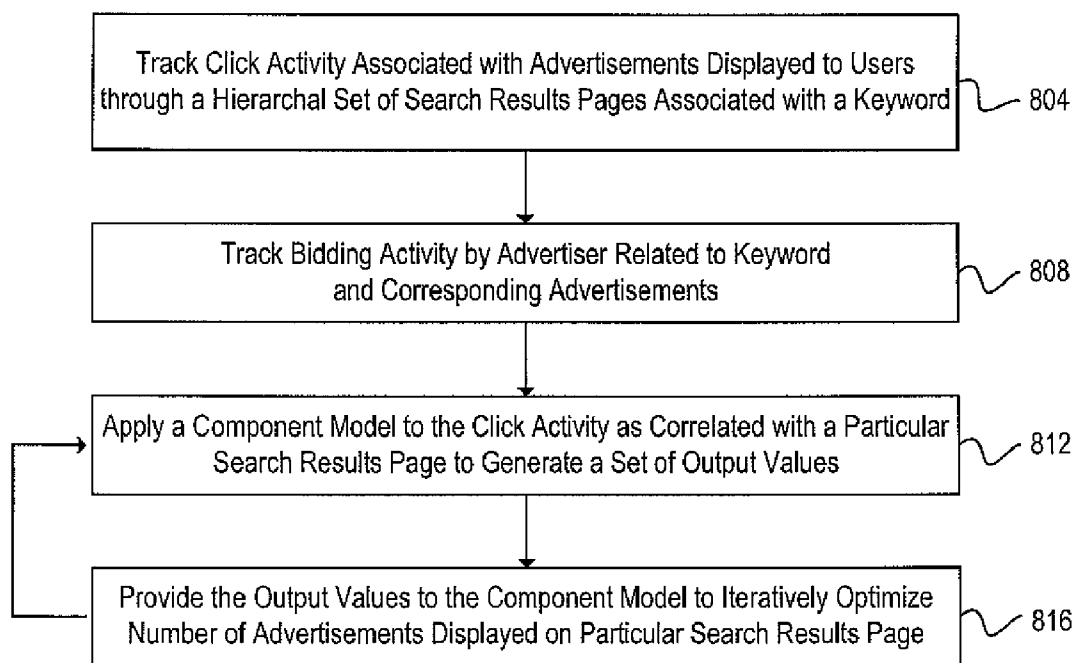 Track Click Activity Associated with Advertisements Displayed to Users
through a Hierarchal Set of Search Results Pages Associated with a Keyword
804
Track Bidding Activity by Advertiser Related to Keyword
and Corresponding Advertisements
808
Apply a Component Model to the Click Activity as Correlated with a Particular
Search Results Page to Generate a Set of Output Values
812
Provide the Output Values to the Component Model to Iteratively Optimize
Number of Advertisements Displayed on Particular Search Results Page
816